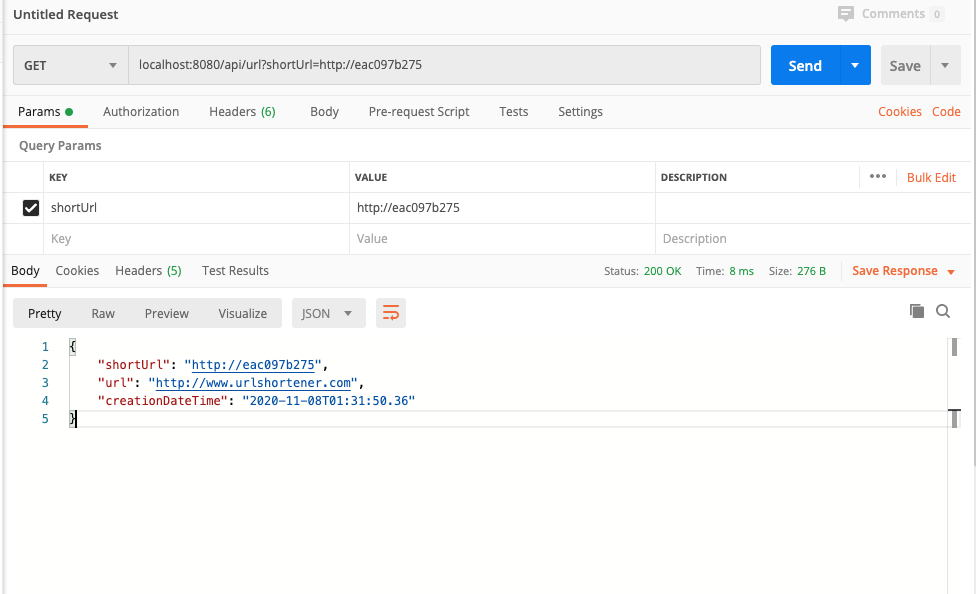 Untitled Request
Comments 0
GET localhost:8080/api/url?shortUrl=http://eac097b275 Send Save
Params Authorization Headers (6) Body Pre-request Script Tests Settings Cookies Code
Query Params
KEY VALUE DESCRIPTION ••• Bulk Edit
shortUrl http://eac097b275
Key Value Description
Body Cookies Headers (5) Test Results Status: 200 OK Time: 8 ms Size: 276 B Save Response
Pretty Raw Preview Visualize JSON
1 {
2 "shortUrl": "http://eac097b275",
3 "url": "http://www.urlshortener.com",
4 "creationDateTime": "2020-11-08T01:31:50.36"
5 }